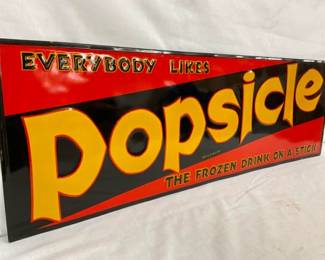 EVERYBODY LIKES
popsicle
THE FROZEN DRINK ON A STICK